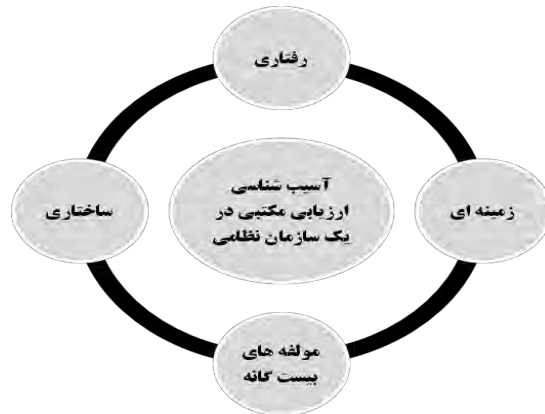 رفتاری
آسیب شناسی
ارزیابی مکتبی در
یک سازمان نظامی
زمینه ای
ساختاری
مولفه های
بیست گانه